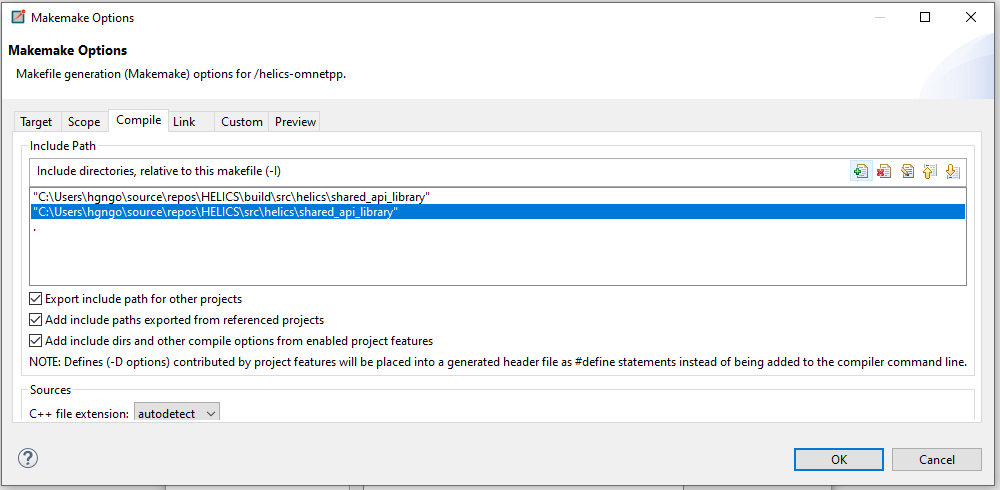 Makemake Options
Makemake Options
Makefile generation (Makemake) options for /helics-omnetpp.
Target Scope Compile Link Custom Preview
Include Path
Include directories, relative to this makefile (-I)
"C:\Users\hgngo\source\repos\HELICS\build\src\helics\shared_api_library"
"C:\Users\hgngo\source\repos\HELICS\src\helics\shared_api_library"
.
Export include path for other projects
Add include paths exported from referenced projects
Add include dirs and other compile options from enabled project features
NOTE: Defines (-D options) contributed by project features will be placed into a generated header file as #define statements instead of being added to the compiler command line.
Sources
C++ file extension: autodetect
? OK Cancel